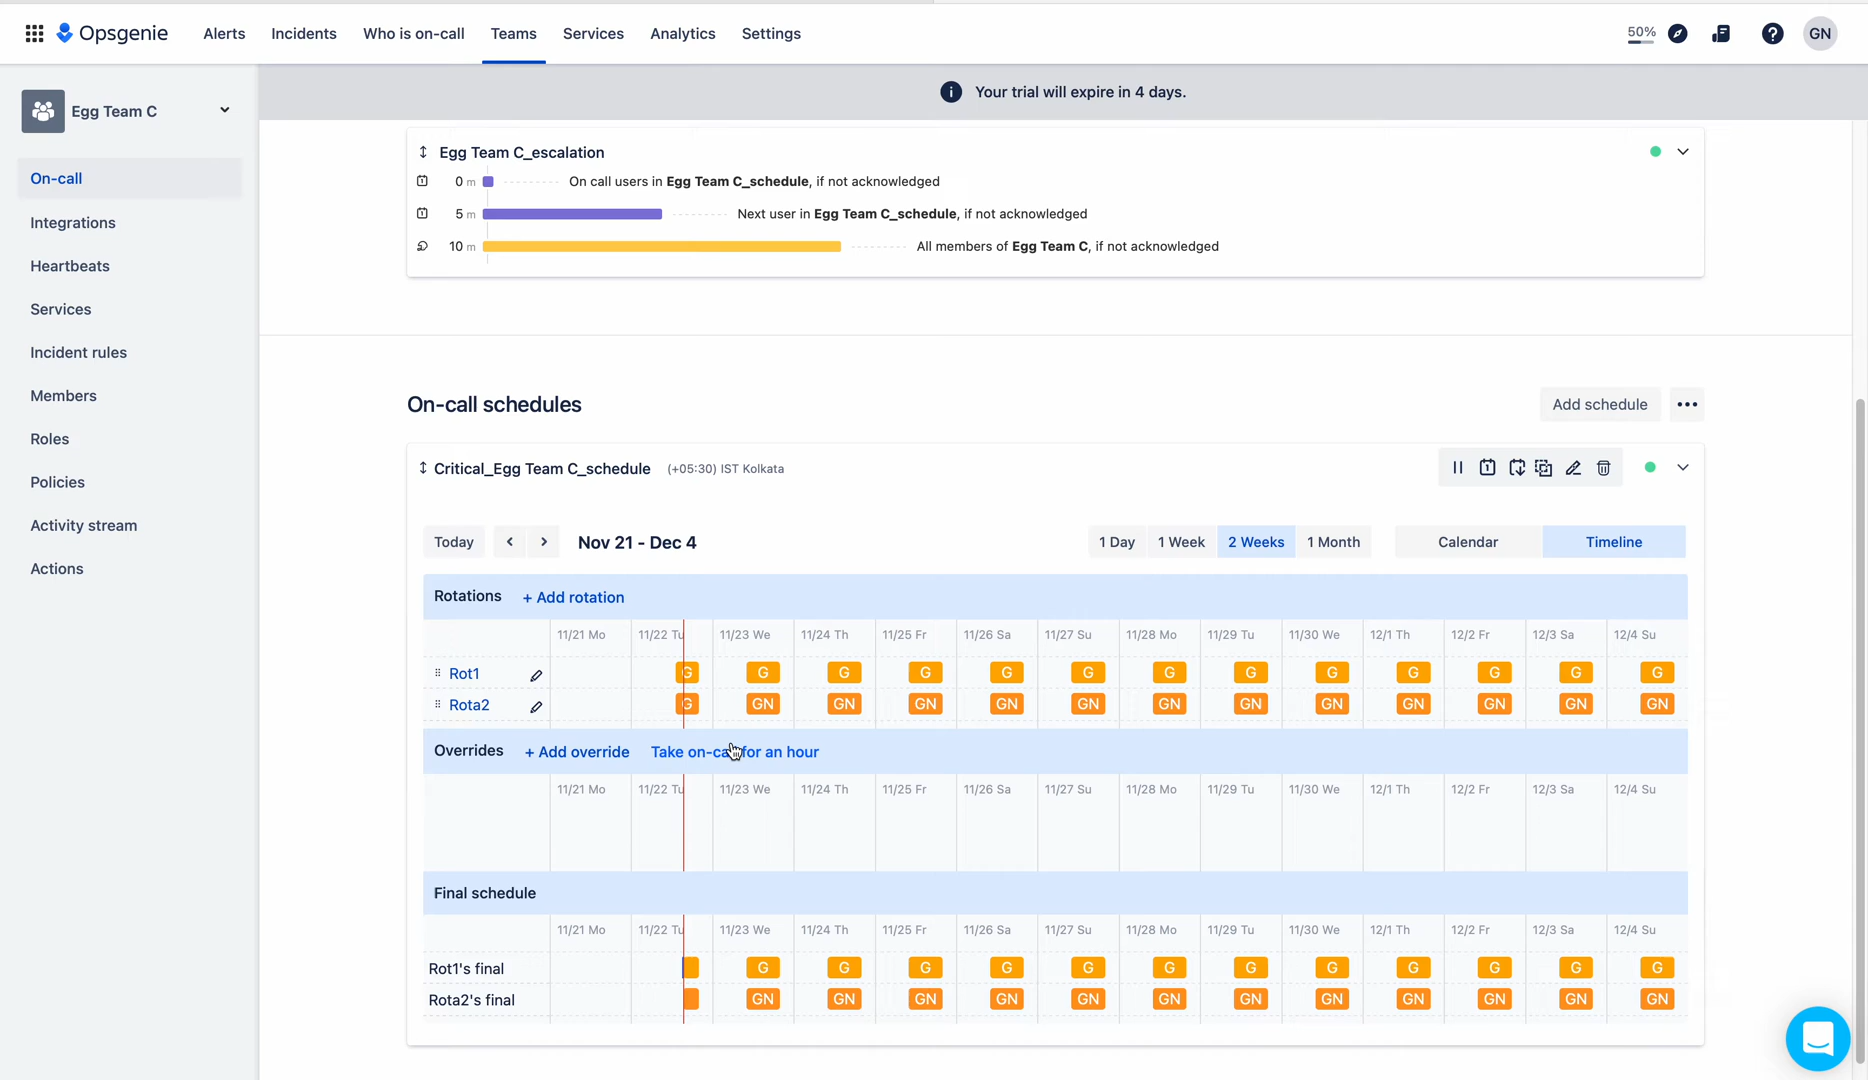 Opsgenie Alerts Incidents Who is on-call Teams Services Analytics Settings 50% ? GN
Egg Team C
i Your trial will expire in 4 days.
On-call
Integrations
Heartbeats
Services
Incident rules
Members
Roles
Policies
Activity stream
Actions
Egg Team C_escalation
0 m On call users in Egg Team C_schedule, if not acknowledged
5 m Next user in Egg Team C_schedule, if not acknowledged
10 m All members of Egg Team C, if not acknowledged
On-call schedules Add schedule
Critical_Egg Team C_schedule (+05:30) IST Kolkata
Today Nov 21 - Dec 4 1 Day 1 Week 2 Weeks 1 Month Calendar Timeline
Rotations + Add rotation
11/21 Mo 11/22 Tu 11/23 We 11/24 Th 11/25 Fr 11/26 Sa 11/27 Su 11/28 Mo 11/29 Tu 11/30 We 12/1 Th 12/2 Fr 12/3 Sa 12/4 Su
Rot1 G G G G G G G G G G G G G
Rota2 G GN GN GN GN GN GN GN GN GN GN GN GN
Overrides + Add override Take on-call for an hour
11/21 Mo 11/22 Tu 11/23 We 11/24 Th 11/25 Fr 11/26 Sa 11/27 Su 11/28 Mo 11/29 Tu 11/30 We 12/1 Th 12/2 Fr 12/3 Sa 12/4 Su
Final schedule
11/21 Mo 11/22 Tu 11/23 We 11/24 Th 11/25 Fr 11/26 Sa 11/27 Su 11/28 Mo 11/29 Tu 11/30 We 12/1 Th 12/2 Fr 12/3 Sa 12/4 Su
Rot1's final G G G G G G G G G G G G
Rota2's final GN GN GN GN GN GN GN GN GN GN GN GN